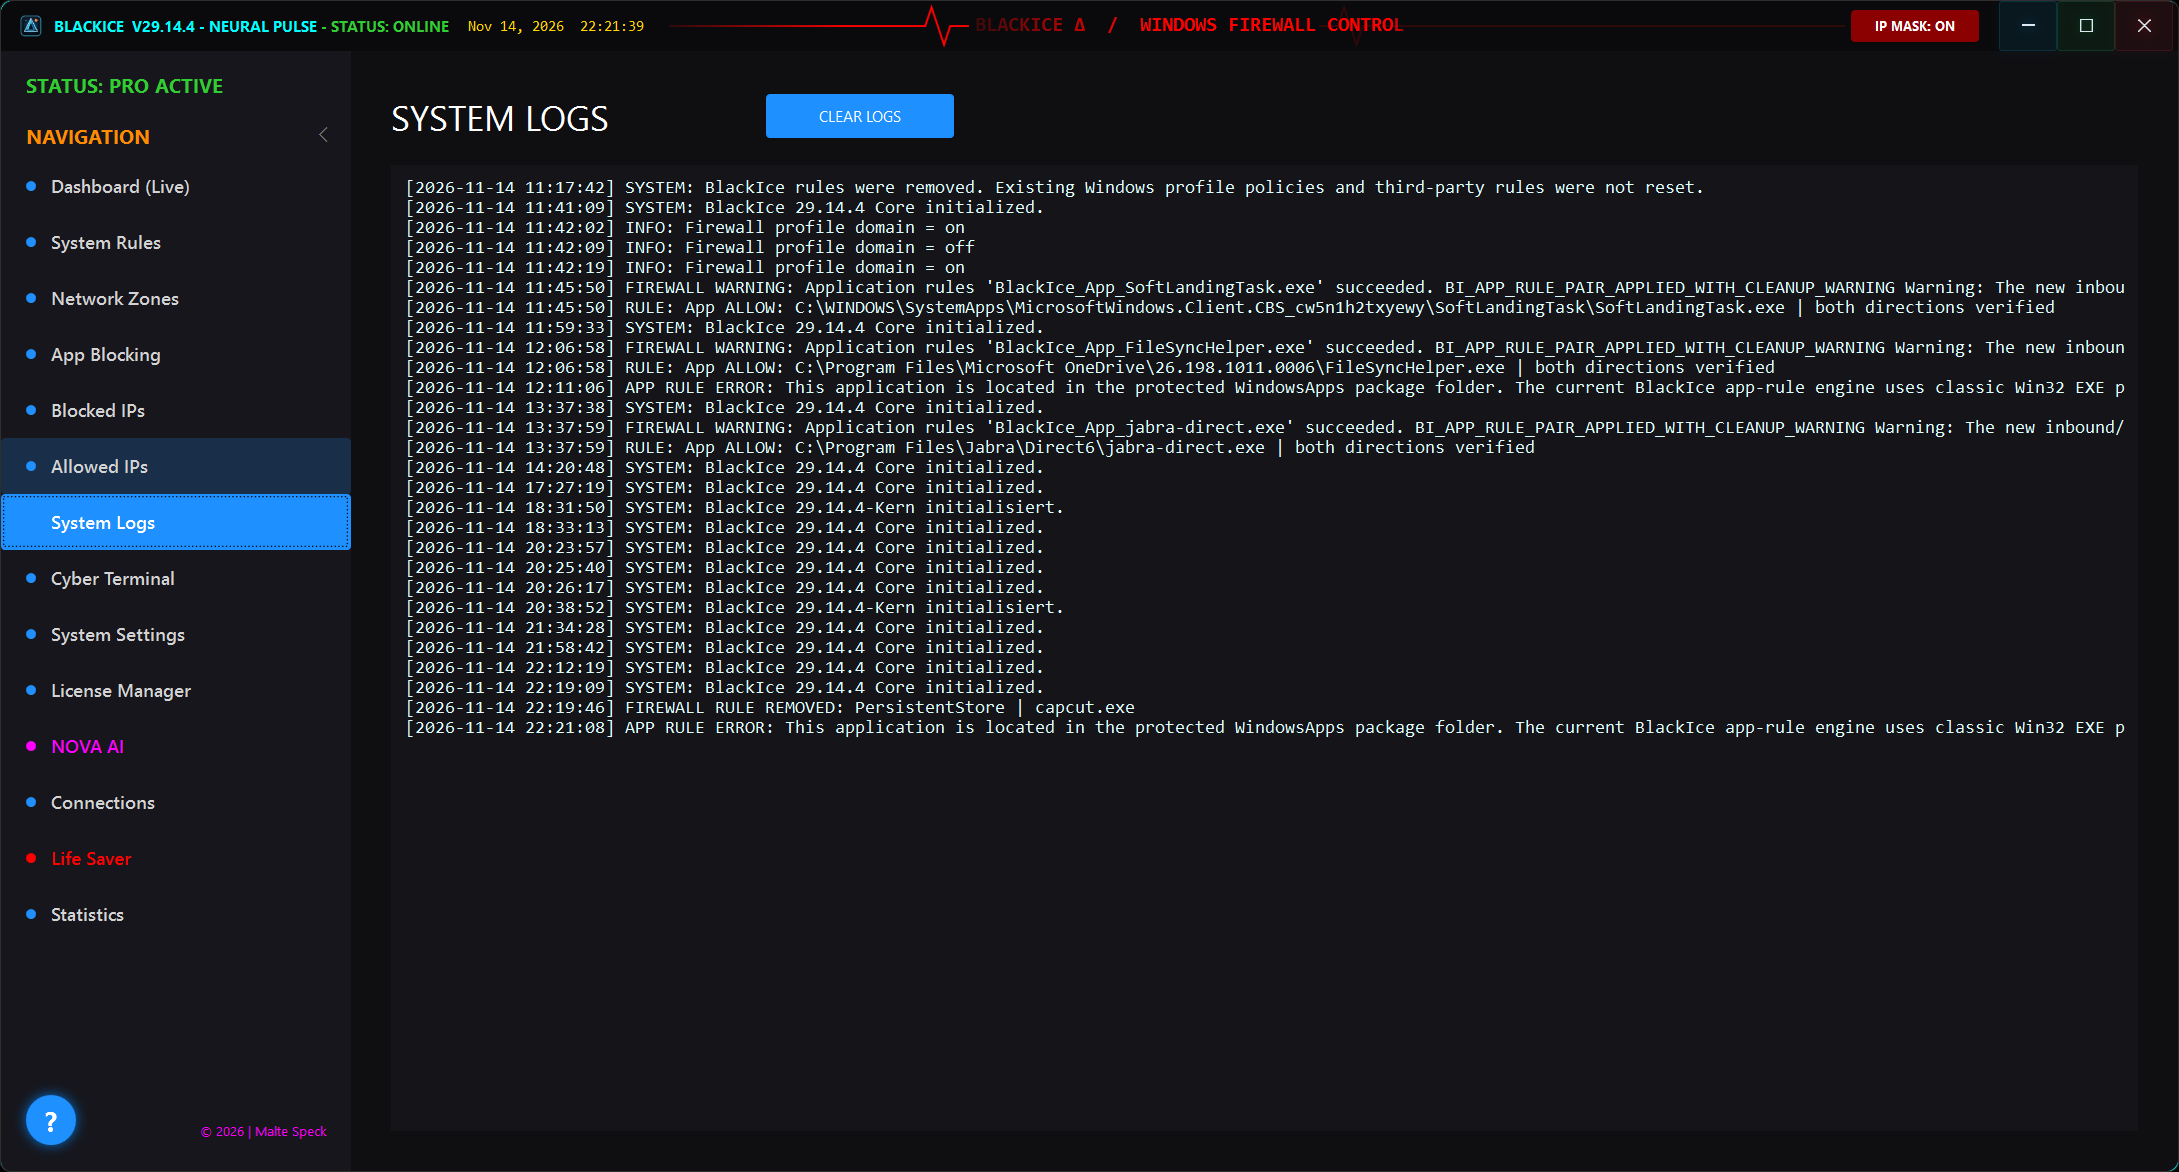 BLACKICE V29.14.4 - NEURAL PULSE - STATUS: ONLINE Nov 14, 2026 22:21:39 BLACKICE Δ / WINDOWS FIREWALL CONTROL IP MASK: ON
STATUS: PRO ACTIVE
NAVIGATION
Dashboard (Live)
System Rules
Network Zones
App Blocking
Blocked IPs
Allowed IPs
System Logs
Cyber Terminal
System Settings
License Manager
NOVA AI
Connections
Life Saver
Statistics
?
© 2026 | Malte Speck
SYSTEM LOGS
CLEAR LOGS
[2026-11-14 11:17:42] SYSTEM: BlackIce rules were removed. Existing Windows profile policies and third-party rules were not reset.
[2026-11-14 11:41:09] SYSTEM: BlackIce 29.14.4 Core initialized.
[2026-11-14 11:42:02] INFO: Firewall profile domain = on
[2026-11-14 11:42:09] INFO: Firewall profile domain = off
[2026-11-14 11:42:19] INFO: Firewall profile domain = on
[2026-11-14 11:45:50] FIREWALL WARNING: Application rules 'BlackIce_App_SoftLandingTask.exe' succeeded. BI_APP_RULE_PAIR_APPLIED_WITH_CLEANUP_WARNING Warning: The new inbou
[2026-11-14 11:45:50] RULE: App ALLOW: C:\WINDOWS\SystemApps\MicrosoftWindows.Client.CBS_cw5n1h2txyewy\SoftLandingTask\SoftLandingTask.exe | both directions verified
[2026-11-14 11:59:33] SYSTEM: BlackIce 29.14.4 Core initialized.
[2026-11-14 12:06:58] FIREWALL WARNING: Application rules 'BlackIce_App_FileSyncHelper.exe' succeeded. BI_APP_RULE_PAIR_APPLIED_WITH_CLEANUP_WARNING Warning: The new inboun
[2026-11-14 12:06:58] RULE: App ALLOW: C:\Program Files\Microsoft OneDrive\26.198.1011.0006\FileSyncHelper.exe | both directions verified
[2026-11-14 12:11:06] APP RULE ERROR: This application is located in the protected WindowsApps package folder. The current BlackIce app-rule engine uses classic Win32 EXE p
[2026-11-14 13:37:38] SYSTEM: BlackIce 29.14.4 Core initialized.
[2026-11-14 13:37:59] FIREWALL WARNING: Application rules 'BlackIce_App_jabra-direct.exe' succeeded. BI_APP_RULE_PAIR_APPLIED_WITH_CLEANUP_WARNING Warning: The new inbound/
[2026-11-14 13:37:59] RULE: App ALLOW: C:\Program Files\Jabra\Direct6\jabra-direct.exe | both directions verified
[2026-11-14 14:20:48] SYSTEM: BlackIce 29.14.4 Core initialized.
[2026-11-14 17:27:19] SYSTEM: BlackIce 29.14.4 Core initialized.
[2026-11-14 18:31:50] SYSTEM: BlackIce 29.14.4-Kern initialisiert.
[2026-11-14 18:33:13] SYSTEM: BlackIce 29.14.4 Core initialized.
[2026-11-14 20:23:57] SYSTEM: BlackIce 29.14.4 Core initialized.
[2026-11-14 20:25:40] SYSTEM: BlackIce 29.14.4 Core initialized.
[2026-11-14 20:26:17] SYSTEM: BlackIce 29.14.4 Core initialized.
[2026-11-14 20:38:52] SYSTEM: BlackIce 29.14.4-Kern initialisiert.
[2026-11-14 21:34:28] SYSTEM: BlackIce 29.14.4 Core initialized.
[2026-11-14 21:58:42] SYSTEM: BlackIce 29.14.4 Core initialized.
[2026-11-14 22:12:19] SYSTEM: BlackIce 29.14.4 Core initialized.
[2026-11-14 22:19:09] SYSTEM: BlackIce 29.14.4 Core initialized.
[2026-11-14 22:19:46] FIREWALL RULE REMOVED: PersistentStore | capcut.exe
[2026-11-14 22:21:08] APP RULE ERROR: This application is located in the protected WindowsApps package folder. The current BlackIce app-rule engine uses classic Win32 EXE p